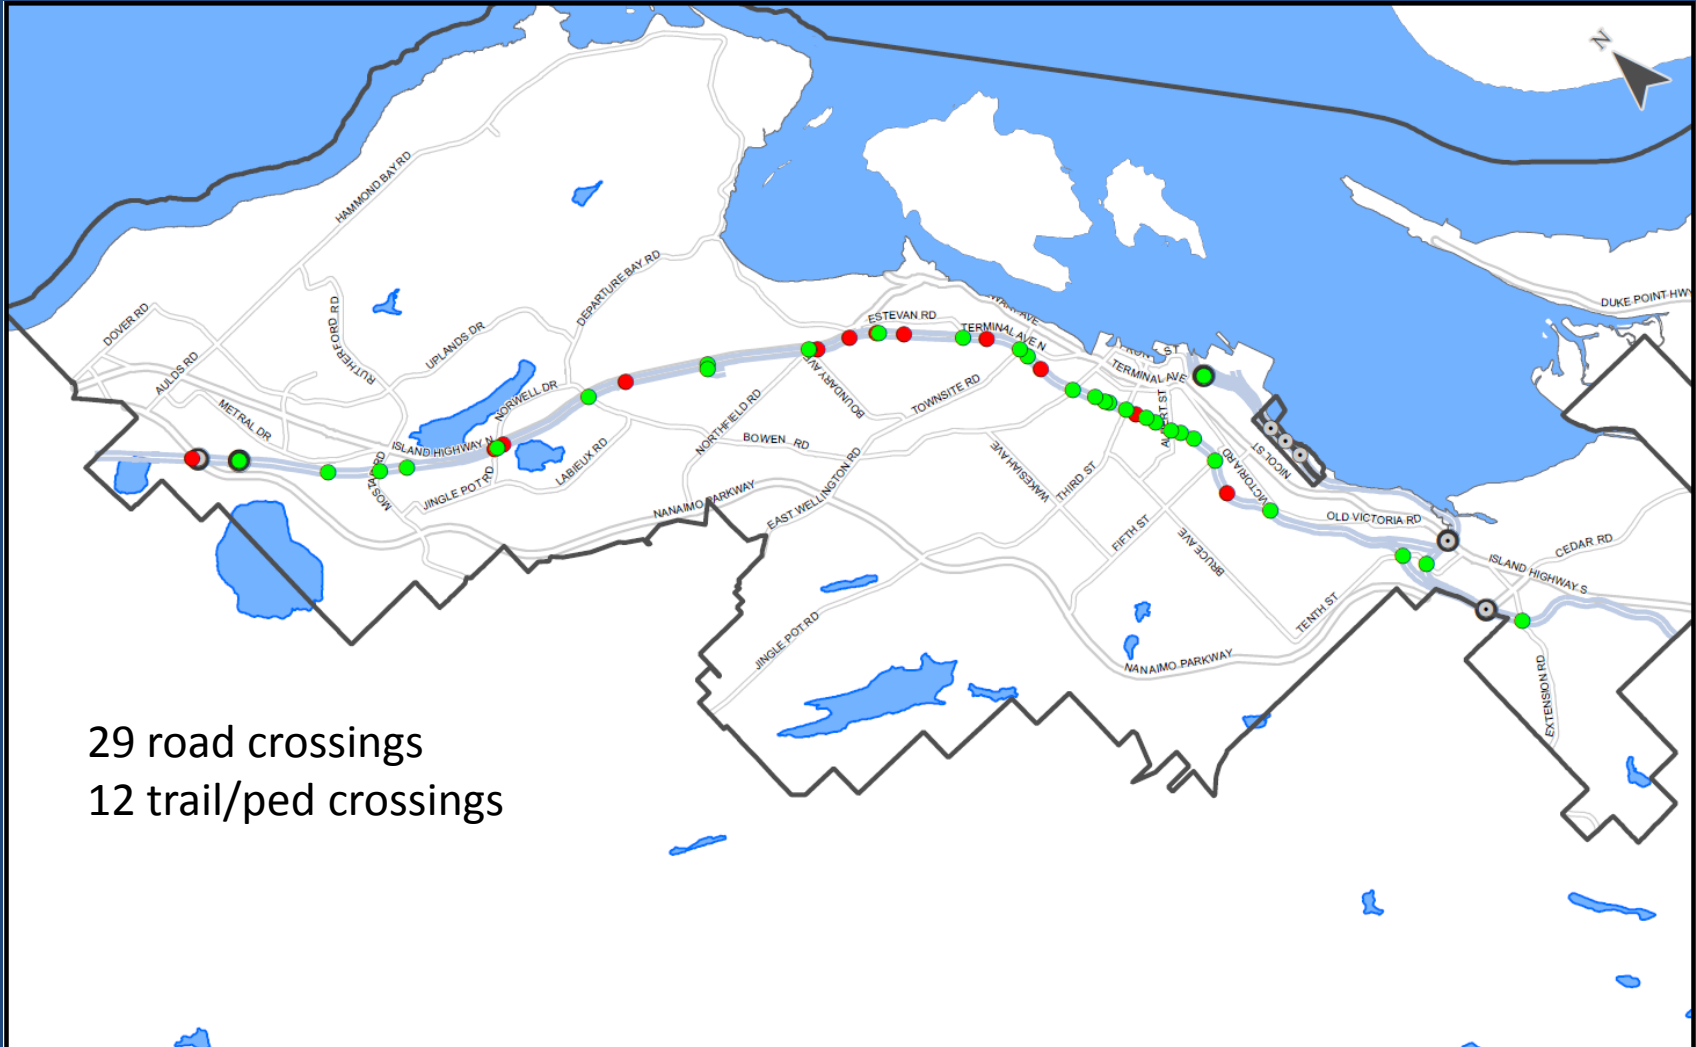 N
HAMMOND BAY RD
DUKE POINT HWY
DEPARTURE BAY RD
DOVER RD
RUTHERFORD RD
UPLANDS DR
ESTEVAN RD
TERMINAL AVE N
AULDS RD
TERMINAL AVE
NORWELL DR
BOUNDARY AVE
TOWNSITE RD
ALBERT ST
METRAL DR
NORTHFIELD RD
BOWEN RD
ISLAND HIGHWAY N
LABIEUX RD
WAKESIAH AVE
THIRD ST
VICTORIA RD
NICOL ST
MOSTAR RD
JINGLE POT RD
NANAIMO PARKWAY
EAST WELLINGTON RD
FIFTH ST
BRUCE AVE
OLD VICTORIA RD
CEDAR RD
ISLAND HIGHWAY S
TENTH ST
JINGLE POT RD
NANAIMO PARKWAY
EXTENSION RD
29 road crossings
12 trail/ped crossings